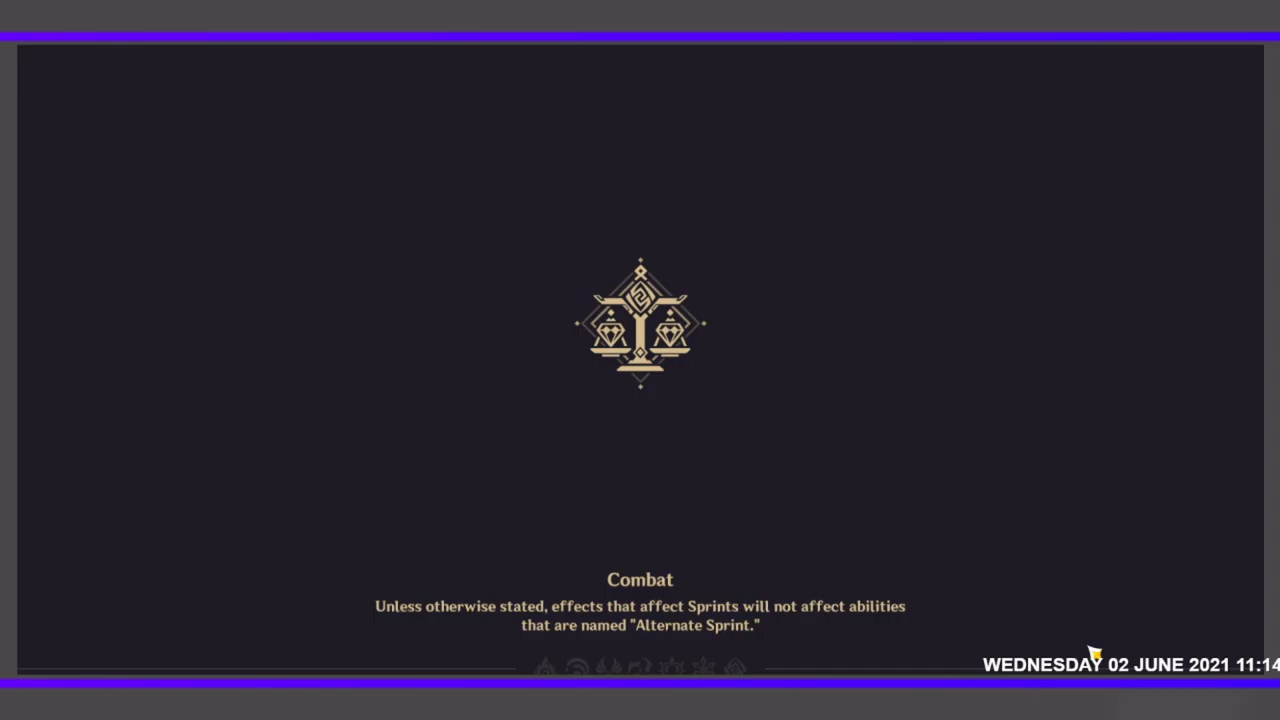 Combat
Unless otherwise stated, effects that affect Sprints will not affect abilities
that are named "Alternate Sprint."
WEDNESDAY 02 JUNE 2021 11:14